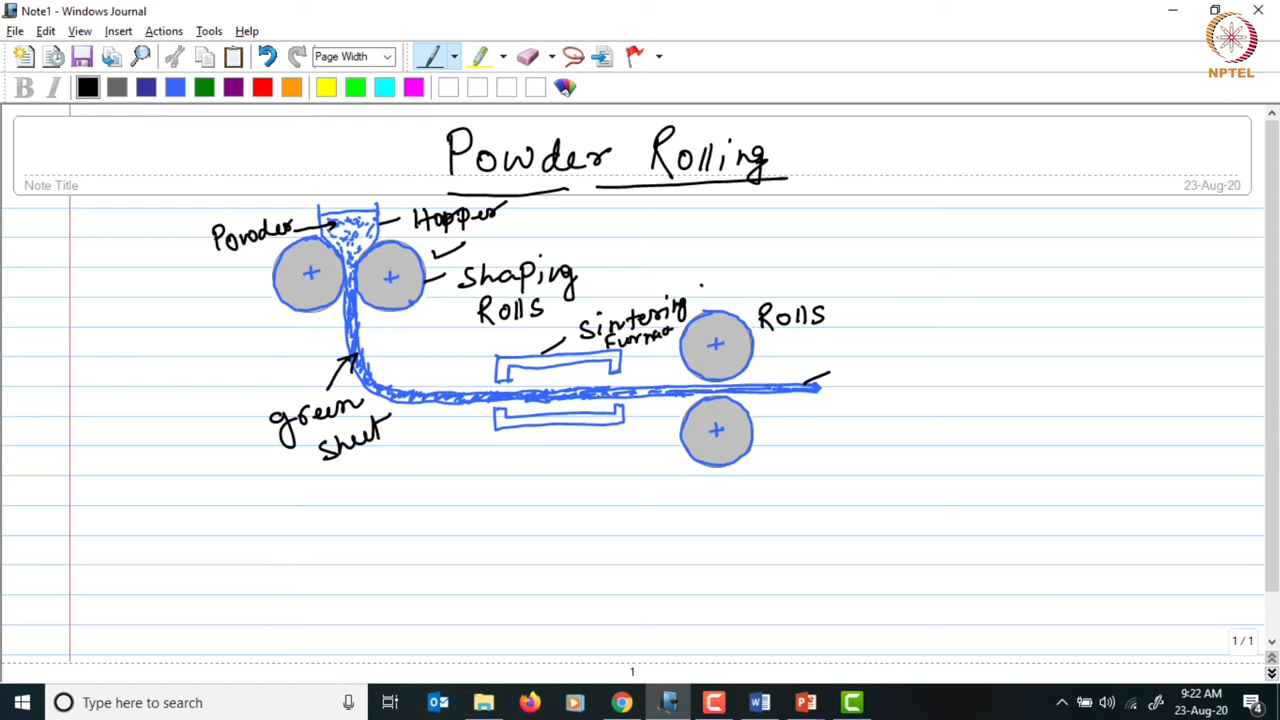 Note1 - Windows Journal
File Edit View Insert Actions Tools Help
Page Width
B I
NPTEL
Powder Rolling
Note Title
23-Aug-20
Powder
Hopper
Shaping
Rolls
Sintering
Furnac
Rolls
green
sheet
1 / 1
1
Type here to search
9:22 AM
23-Aug-20
4